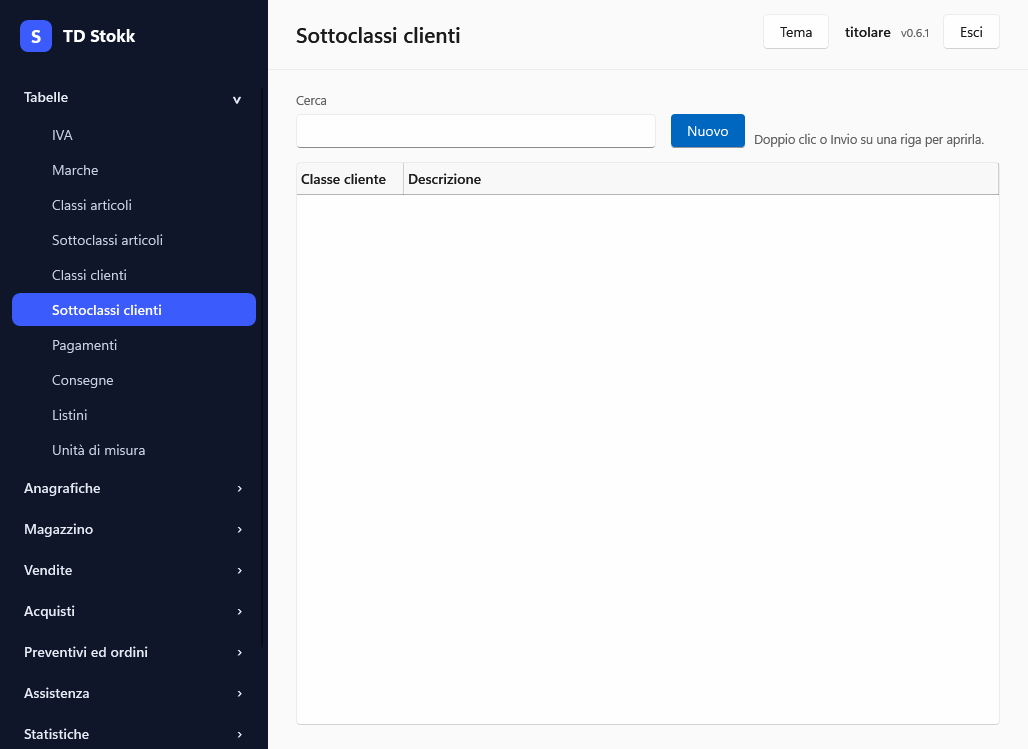 S TD Stokk
Sottoclassi clienti
Tema
titolare v0.6.1
Esci
Tabelle
IVA
Marche
Classi articoli
Sottoclassi articoli
Classi clienti
Sottoclassi clienti
Pagamenti
Consegne
Listini
Unità di misura
Anagrafiche
Magazzino
Vendite
Acquisti
Preventivi ed ordini
Assistenza
Statistiche
Cerca
Nuovo
Doppio clic o Invio su una riga per aprirla.
Classe cliente Descrizione